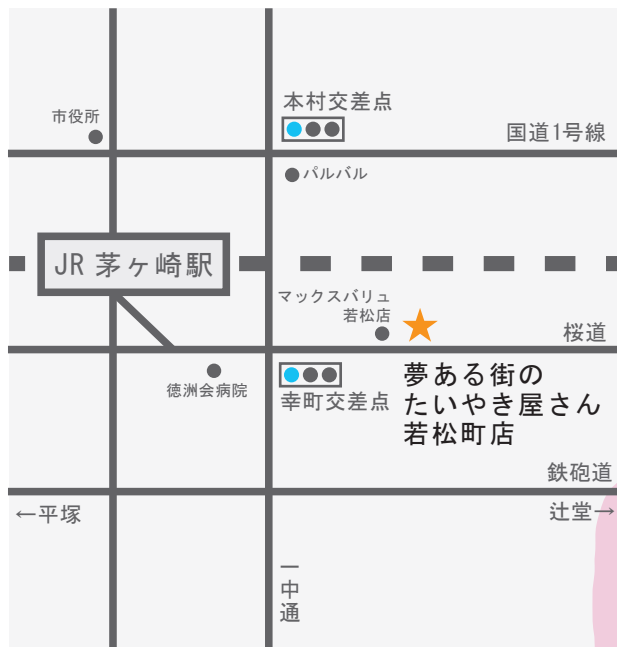 本村交差点
市役所
国道1号線
パルバル
JR 茅ヶ崎駅
マックスバリュ
若松店
桜道
徳洲会病院
幸町交差点
夢ある街の
たいやき屋さん
若松町店
鉄砲道
←平塚
辻堂→
一中通